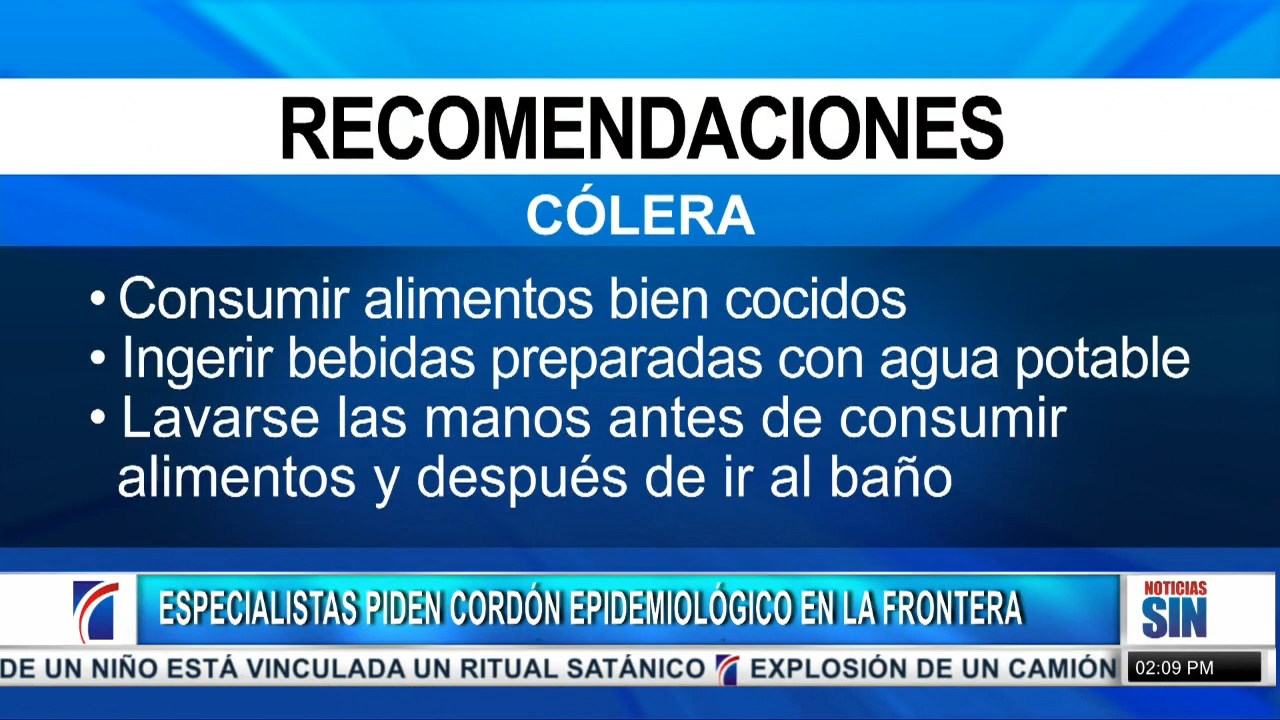 RECOMENDACIONES
CÓLERA
• Consumir alimentos bien cocidos
• Ingerir bebidas preparadas con agua potable
• Lavarse las manos antes de consumir
alimentos y después de ir al baño
ESPECIALISTAS PIDEN CORDÓN EPIDEMIOLÓGICO EN LA FRONTERA
NOTICIAS
SIN
DE UN NIÑO ESTÁ VINCULADA UN RITUAL SATÁNICO EXPLOSIÓN DE UN CAMIÓN
02:09 PM